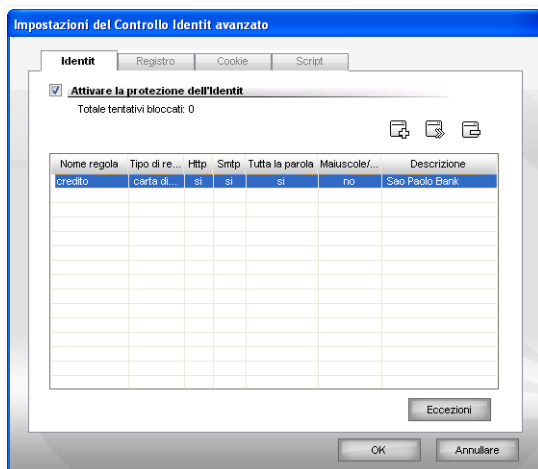 Impostazioni del Controllo Identit avanzato
Identit Registro Cookie Script
Attivare la protezione dell'Identit
Totale tentativi bloccati: 0
Nome regola Tipo di re... Http Smtp Tutta la parola Maiuscole/... Descrizione
credito carta di... si si si no Sao Paolo Bank
Eccezioni
OK Annullare